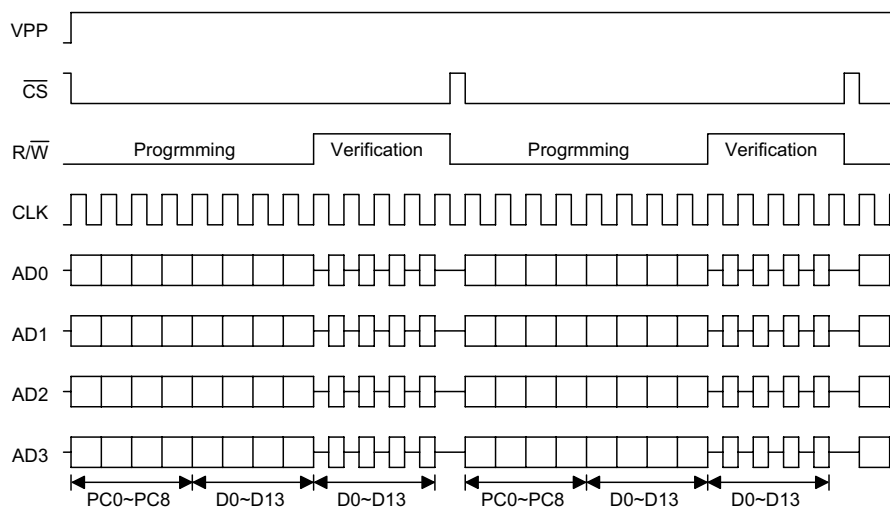 VPP
CS
R/W
Progrmming Verification Progrmming Verification
CLK
AD0
AD1
AD2
AD3
PC0~PC8 D0~D13 D0~D13 PC0~PC8 D0~D13 D0~D13